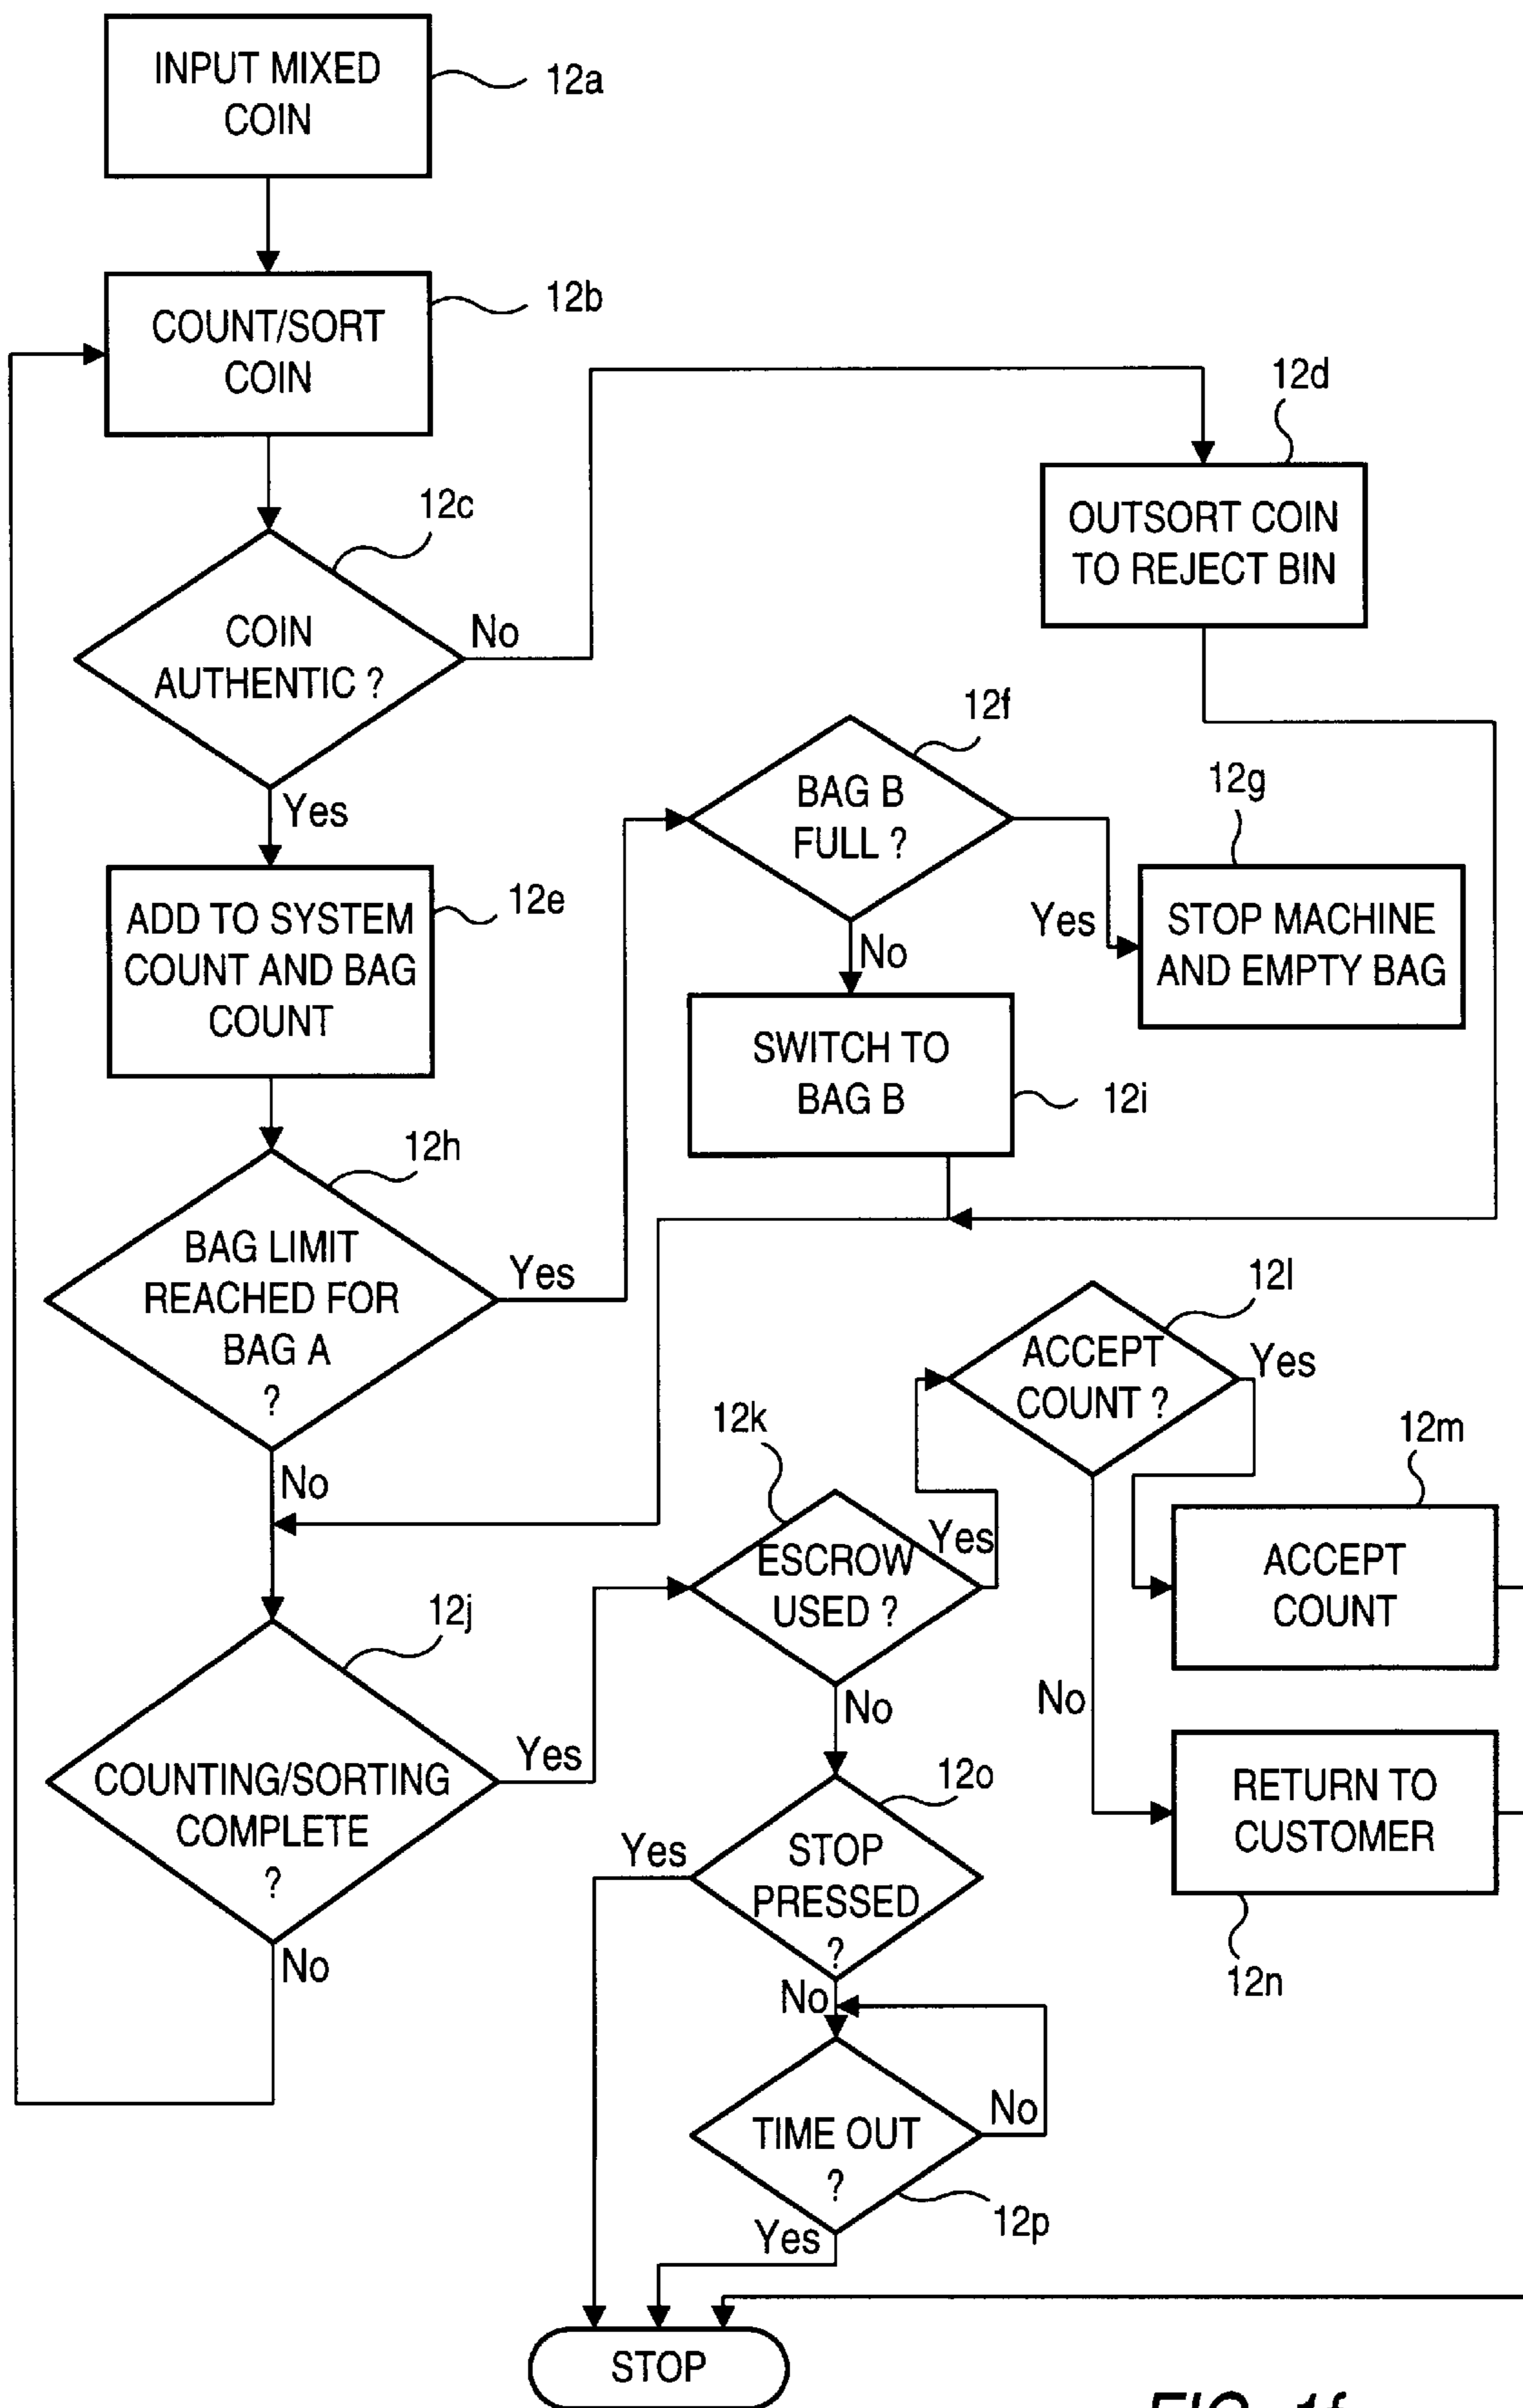 INPUT MIXED
COIN
12a
COUNT/SORT
COIN
12b
12c
COIN
AUTHENTIC ?
No
Yes
12d
OUTSORT COIN
TO REJECT BIN
12e
ADD TO SYSTEM
COUNT AND BAG
COUNT
12f
BAG B
FULL ?
Yes
No
12g
STOP MACHINE
AND EMPTY BAG
SWITCH TO
BAG B
12i
12h
BAG LIMIT
REACHED FOR
BAG A
?
Yes
No
12l
ACCEPT
COUNT ?
Yes
No
12k
ESCROW
USED ?
Yes
No
12m
ACCEPT
COUNT
12j
COUNTING/SORTING
COMPLETE
?
Yes
No
RETURN TO
CUSTOMER
12n
12o
STOP
PRESSED
?
Yes
No
TIME OUT
?
No
Yes
12p
STOP
FIG. 1f